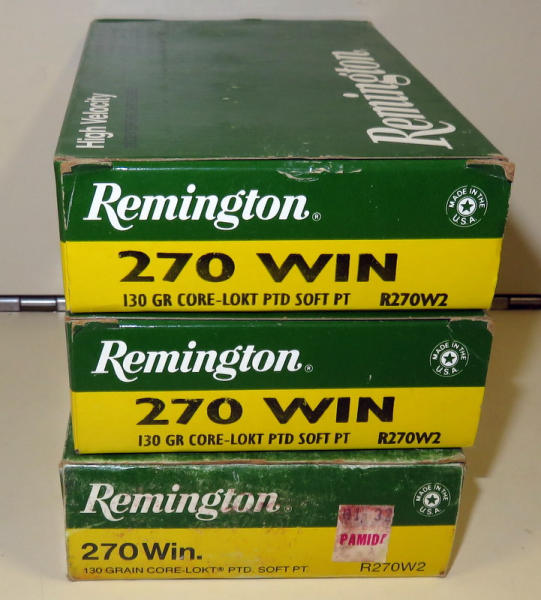 High Velocity
Remington
Remington®
MADE IN THE
U.S.A.
270 WIN
130 GR CORE-LOKT PTD SOFT PT R270W2
Remington®
MADE IN THE
U.S.A.
270 WIN
130 GR CORE-LOKT PTD SOFT PT R270W2
Remington®
MADE IN THE
U.S.A.
270 Win.
130 GRAIN CORE-LOKT® PTD. SOFT PT. R270W2